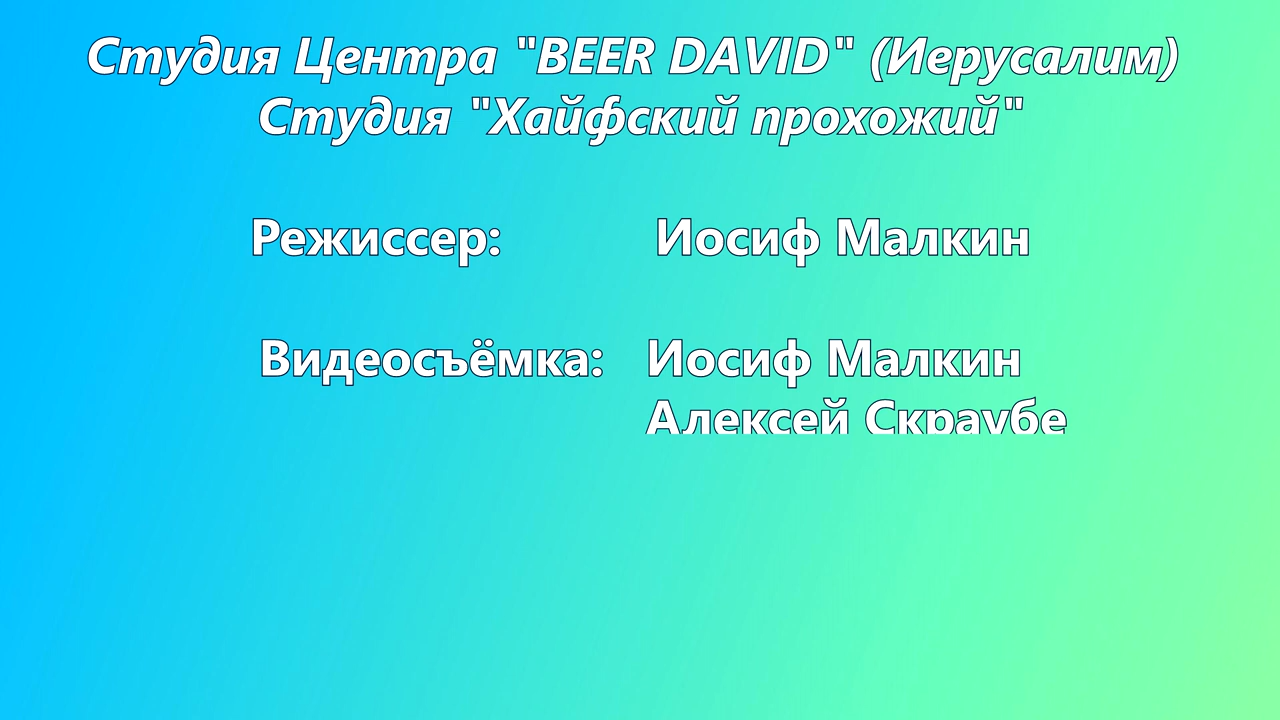 Студия Центра "BEER DAVID" (Иерусалим)
Студия "Хайфский прохожий"
Режиссер: Иосиф Малкин
Видеосъёмка: Иосиф Малкин
Алексей Скраубе